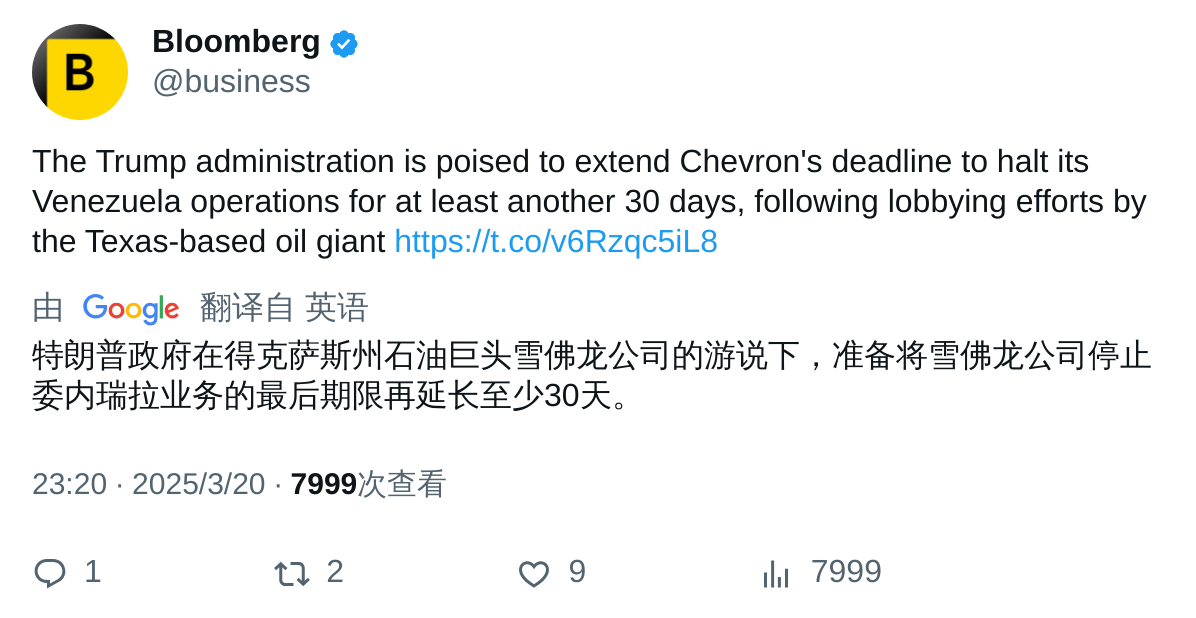 B
Bloomberg
@business
The Trump administration is poised to extend Chevron's deadline to halt its
Venezuela operations for at least another 30 days, following lobbying efforts by
the Texas-based oil giant https://t.co/v6Rzqc5iL8
由 Google 翻译自 英语
特朗普政府在得克萨斯州石油巨头雪佛龙公司的游说下，准备将雪佛龙公司停止
委内瑞拉业务的最后期限再延长至少30天。
23:20 · 2025/3/20 · 7999次查看
1 2 9 7999